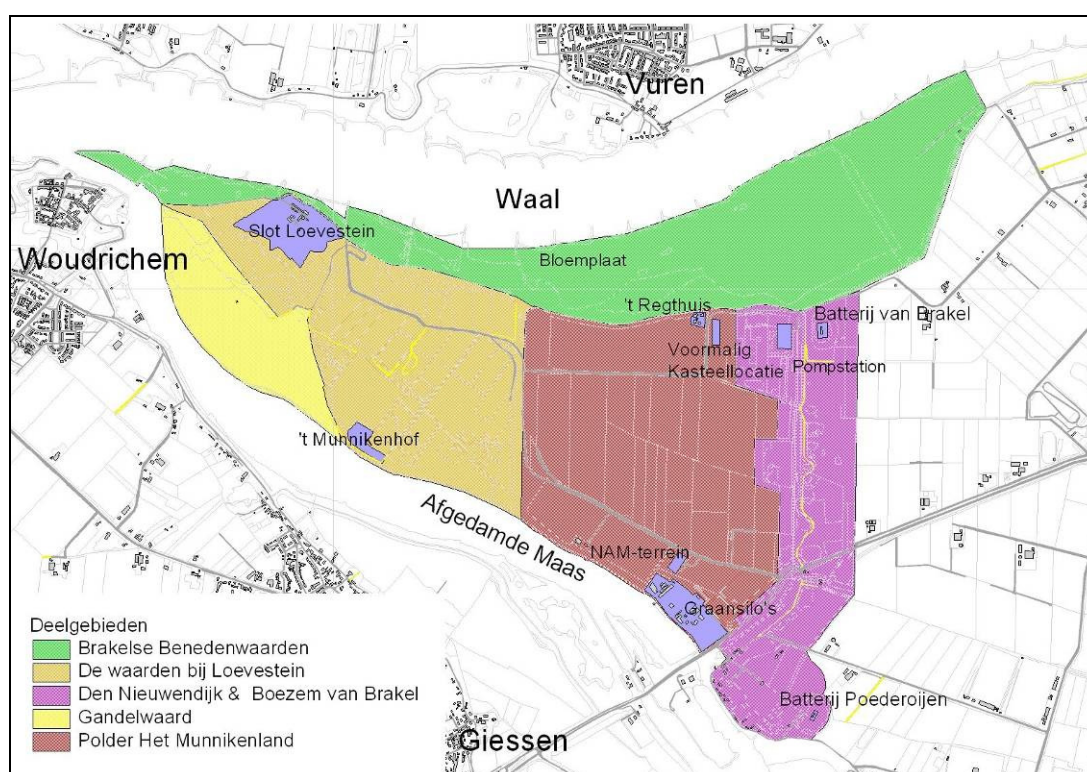 Vuren
Waal
Slot Loevestein
Woudrichem
Bloemplaat
't Regthuis
Batterij van Brakel
Voormalig
Kasteellocatie
Pompstation
't Munnikenhof
Afgedamde Maas
NAM-terrein
Graansilo's
Batterij Poederoijen
Giessen
Deelgebieden
Brakelse Benedenwaarden
De waarden bij Loevestein
Den Nieuwendijk & Boezem van Brakel
Gandelwaard
Polder Het Munnikenland